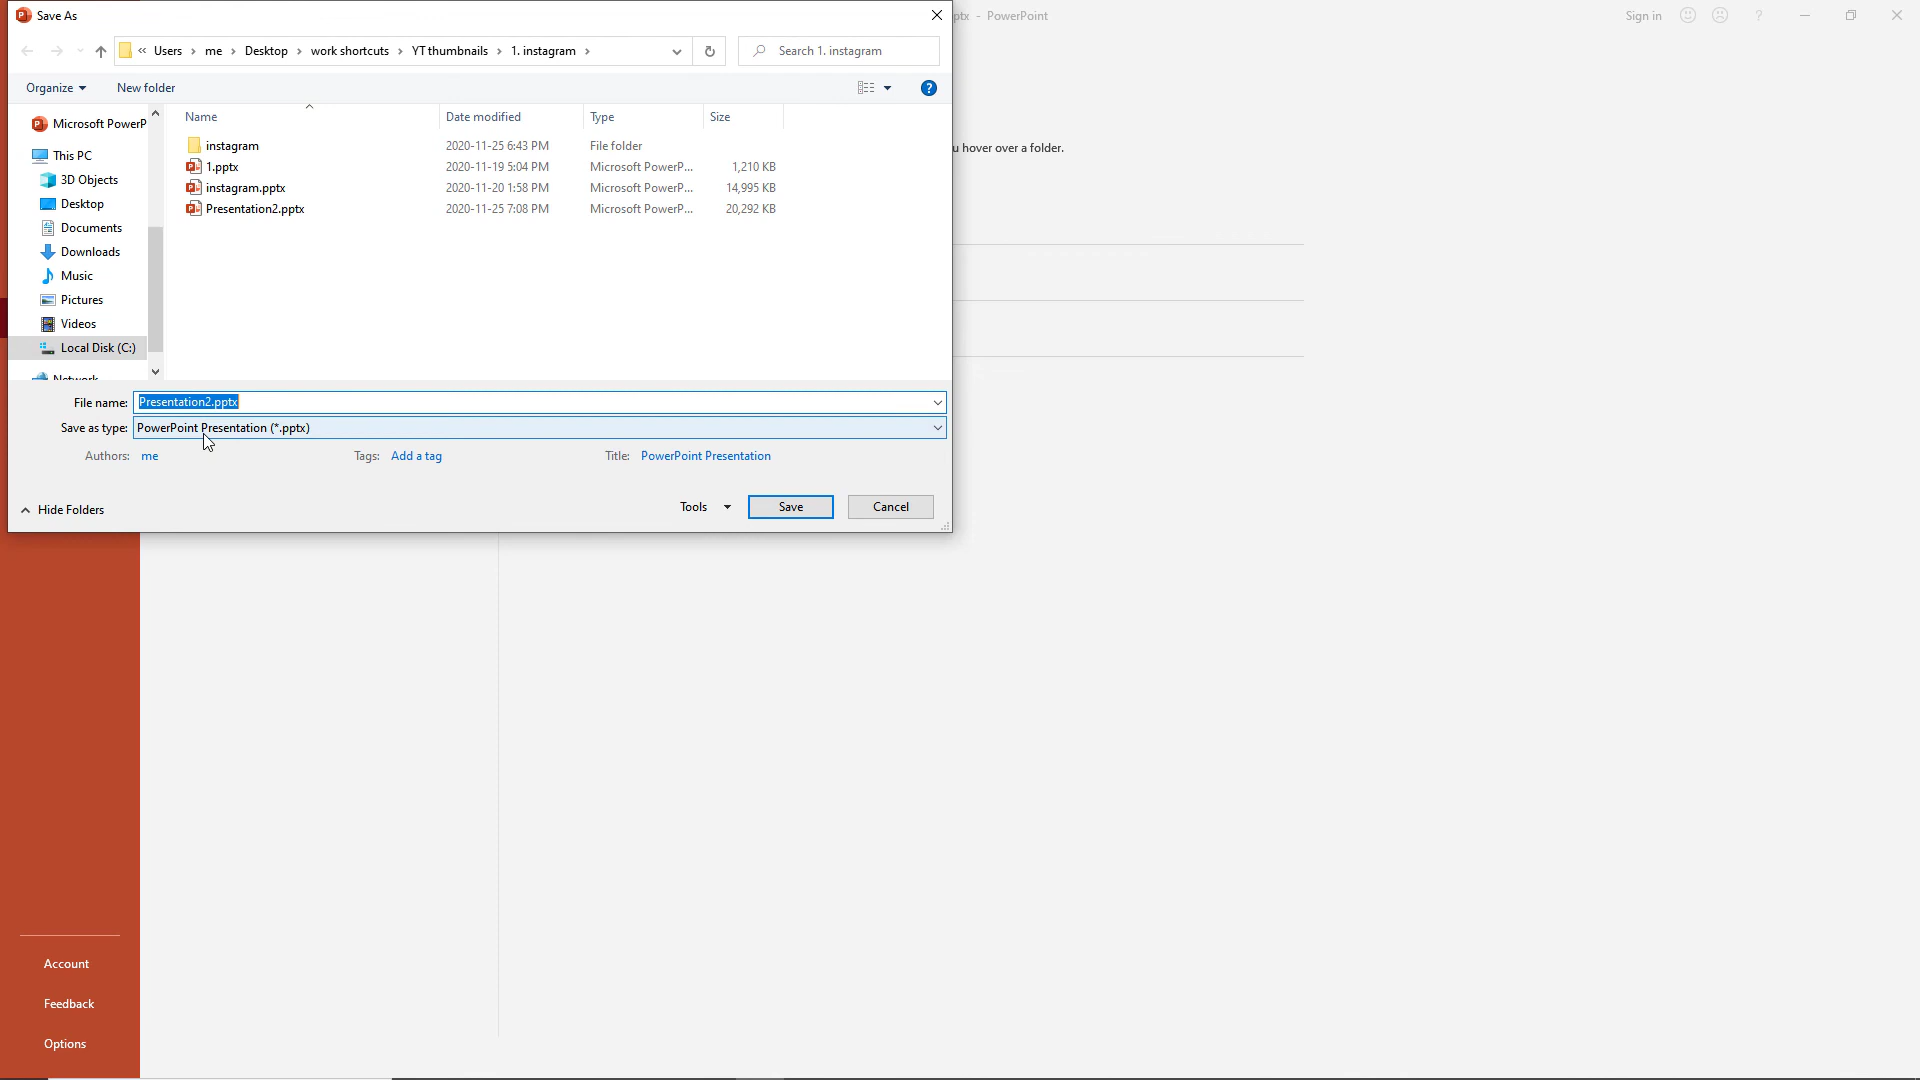 Save As
ptx - PowerPoint
Sign in
?
« Users > me > Desktop > work shortcuts > YT thumbnails > 1. instagram >
Search 1. instagram
Organize
New folder
?
u hover over a folder.
Microsoft PowerP
This PC
3D Objects
Desktop
Documents
Downloads
Music
Pictures
Videos
Local Disk (C:)
Network
Name Date modified Type Size
instagram 2020-11-25 6:43 PM File folder
1.pptx 2020-11-19 5:04 PM Microsoft PowerP... 1,210 KB
instagram.pptx 2020-11-20 1:58 PM Microsoft PowerP... 14,995 KB
Presentation2.pptx 2020-11-25 7:08 PM Microsoft PowerP... 20,292 KB
File name: Presentation2.pptx
Save as type: PowerPoint Presentation (*.pptx)
Authors: me Tags: Add a tag Title: PowerPoint Presentation
Hide Folders
Tools
Save
Cancel
Account
Feedback
Options